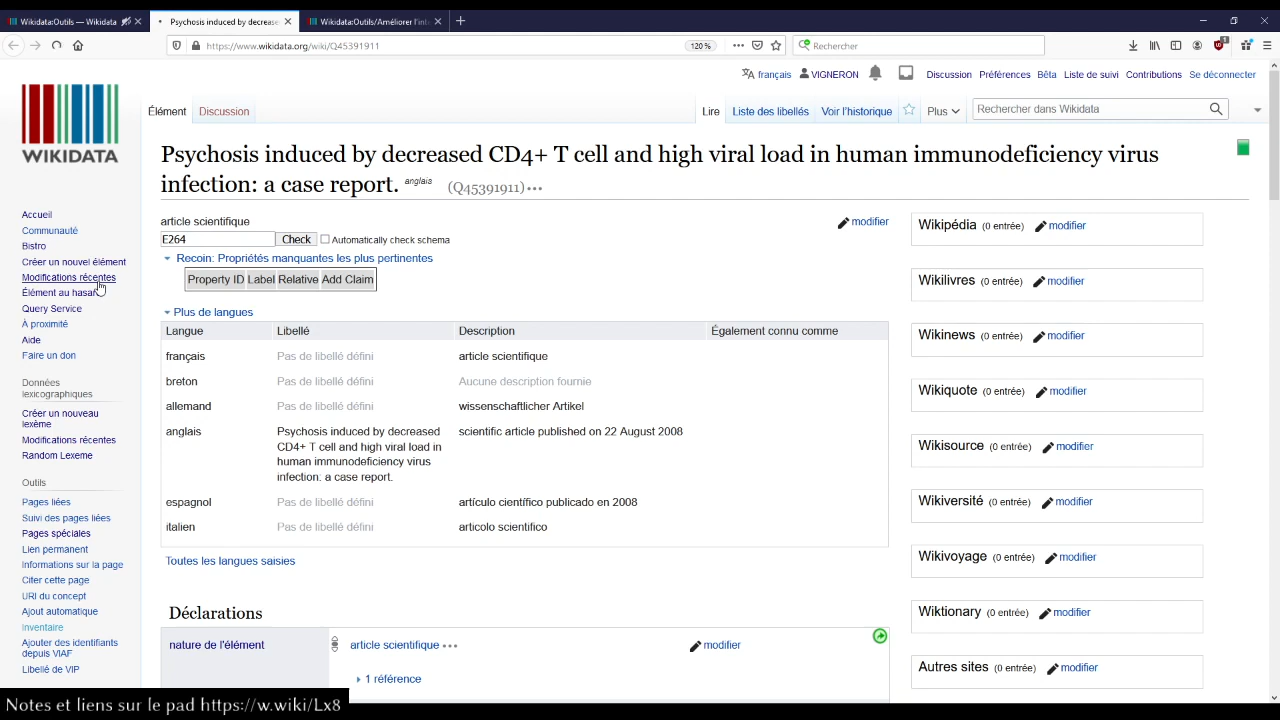 Wikidata:Outils — Wikidata
Psychosis induced by decrease
Wikidata:Outils/Améliorer l'int
https://www.wikidata.org/wiki/Q45391911
120 %
Rechercher
français VIGNERON Discussion Préférences Bêta Liste de suivi Contributions Se déconnecter
Élément Discussion Lire Liste des libellés Voir l'historique Plus Rechercher dans Wikidata
WIKIDATA
Psychosis induced by decreased CD4+ T cell and high viral load in human immunodeficiency virus
infection: a case report. anglais (Q45391911)
article scientifique modifier
E264 Check Automatically check schema
Recoin: Propriétés manquantes les plus pertinentes
Property ID Label Relative Add Claim
Plus de langues
Langue Libellé Description Également connu comme
français Pas de libellé défini article scientifique
breton Pas de libellé défini Aucune description fournie
allemand Pas de libellé défini wissenschaftlicher Artikel
anglais Psychosis induced by decreased scientific article published on 22 August 2008
CD4+ T cell and high viral load in
human immunodeficiency virus
infection: a case report.
espagnol Pas de libellé défini artículo científico publicado en 2008
italien Pas de libellé défini articolo scientifico
Toutes les langues saisies
Déclarations
nature de l'élément article scientifique modifier
1 référence
Accueil
Communauté
Bistro
Créer un nouvel élément
Modifications récentes
Élément au hasard
Query Service
À proximité
Aide
Faire un don
Données
lexicographiques
Créer un nouveau
lexème
Modifications récentes
Random Lexeme
Outils
Pages liées
Suivi des pages liées
Pages spéciales
Lien permanent
Informations sur la page
Citer cette page
URI du concept
Ajout automatique
Inventaire
Ajouter des identifiants
depuis VIAF
Libellé de VIP
Wikipédia (0 entrée) modifier
Wikilivres (0 entrée) modifier
Wikinews (0 entrée) modifier
Wikiquote (0 entrée) modifier
Wikisource (0 entrée) modifier
Wikiversité (0 entrée) modifier
Wikivoyage (0 entrée) modifier
Wiktionary (0 entrée) modifier
Autres sites (0 entrée) modifier
Notes et liens sur le pad https://w.wiki/Lx8